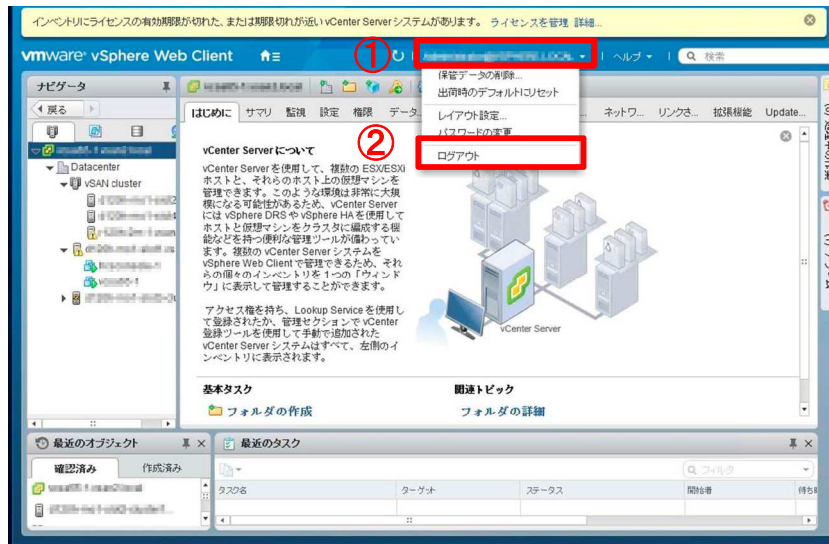 インベントリにライセンスの有効期限が切れた、または期限切れが近い vCenter Server システムがあります。 ライセンスを管理 詳細...
vmware® vSphere Web Client
①
ヘルプ
検索
ナビゲータ
戻る
保管データの削除...
出荷時のデフォルトにリセット
レイアウト設定...
パスワードの変更
②
ログアウト
はじめに サマリ 監視 設定 権限 データ... ネットワ... リンクさ... 拡張機能 Update...
Datacenter
vSAN cluster
vCenter Server について
vCenter Server を使用して、複数の ESX/ESXi
ホストと、それらのホスト上の仮想マシンを
管理できます。このような環境は非常に大規
模になる可能性があるため、vCenter Server
には vSphere DRS や vSphere HA を使用して
ホストと仮想マシンをクラスタに編成する機
能などを持つ便利な管理ツールが備わってい
ます。複数の vCenter Server システムを
vSphere Web Client で管理できるため、それ
らの個々のインベントリを 1 つの「ウィンド
ウ」に表示して管理することができます。
アクセス権を持ち、Lookup Service を使用し
て登録されたか、管理セクションで vCenter
登録ツールを使用して手動で追加された
vCenter Server システムはすべて、左側のイ
ンベントリに表示されます。
vCenter Server
基本タスク
フォルダの作成
関連トピック
フォルダの詳細
最近のオブジェクト
確認済み 作成済み
最近のタスク
フィルタ
タスク名 ターゲット ステータス 開始者